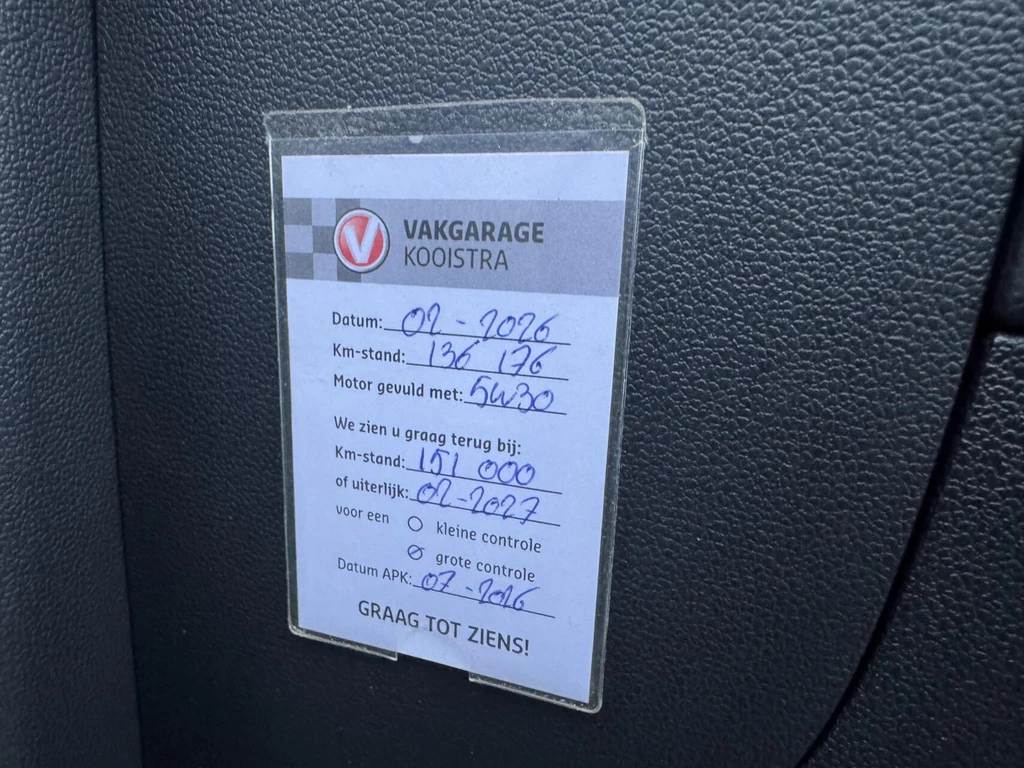 V
VAKGARAGE
KOOISTRA
Datum: 02-2026
Km-stand: 136 176
Motor gevuld met: 5W30
We zien u graag terug bij:
Km-stand: 151 000
of uiterlijk: 02-2027
voor een kleine controle
grote controle
Datum APK: 07-2026
GRAAG TOT ZIENS!